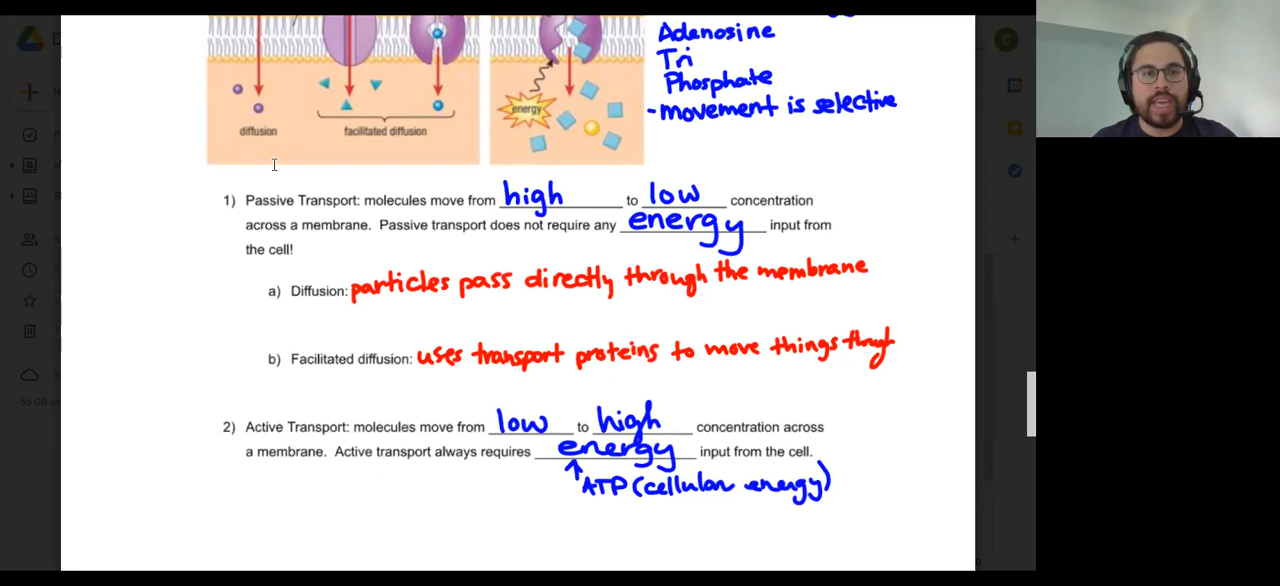 Adenosine
Tri
Phosphate
-movement is selective
energy
diffusion
facilitated diffusion
1) Passive Transport: molecules move from high to low concentration
across a membrane. Passive transport does not require any energy input from
the cell!
a) Diffusion: particles pass directly through the membrane
b) Facilitated diffusion: uses transport proteins to move things
2) Active Transport: molecules move from low to high concentration across
a membrane. Active transport always requires energy input from the cell.
ATP (cellular energy)
C